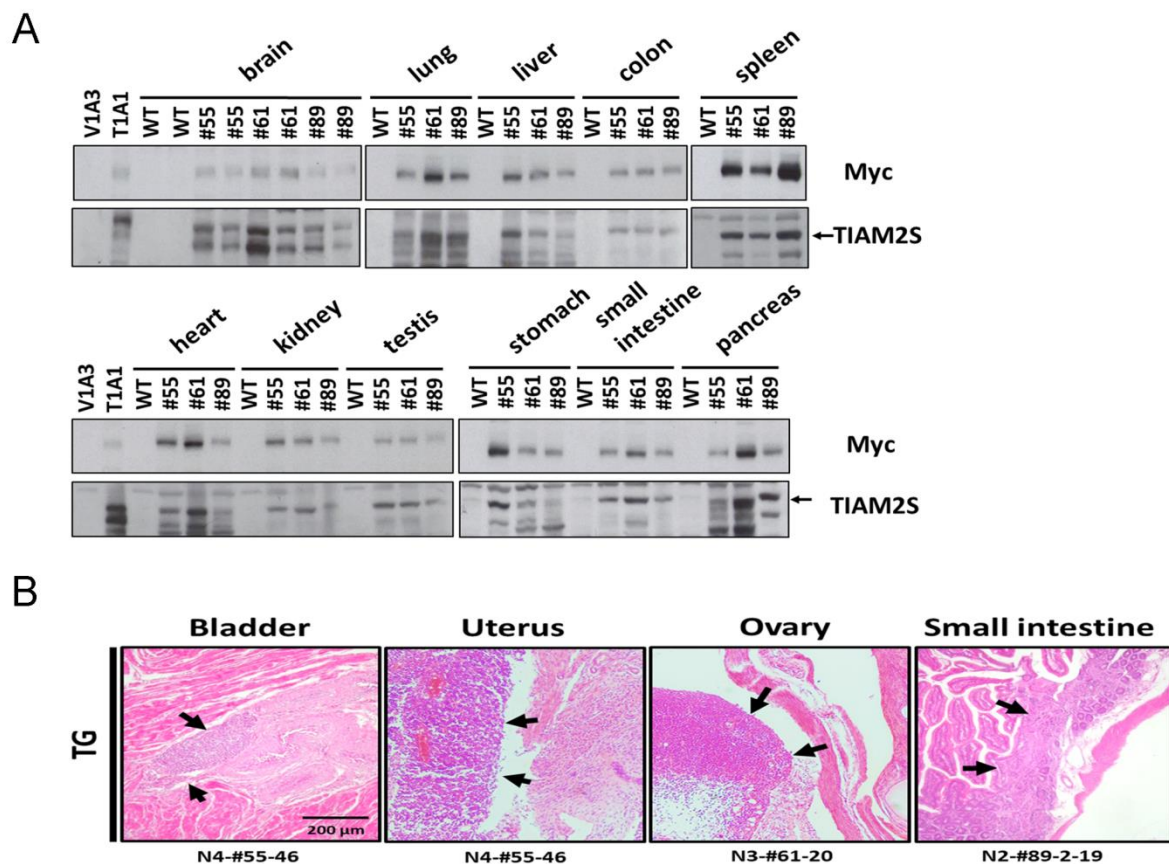 A
brain lung liver colon spleen
V1A3 T1A1 WT WT #55 #55 #61 #61 #89 #89 WT #55 #61 #89 WT #55 #61 #89 WT #55 #61 #89 WT #55 #61 #89
Myc
TIAM2S
heart kidney testis stomach small intestine pancreas
V1A3 T1A1 WT #55 #61 #89 WT #55 #61 #89 WT #55 #61 #89 WT #55 #61 #89 WT #55 #61 #89 WT #55 #61 #89
Myc
TIAM2S
B
Bladder Uterus Ovary Small intestine
TG
200 μm
N4-#55-46 N4-#55-46 N3-#61-20 N2-#89-2-19